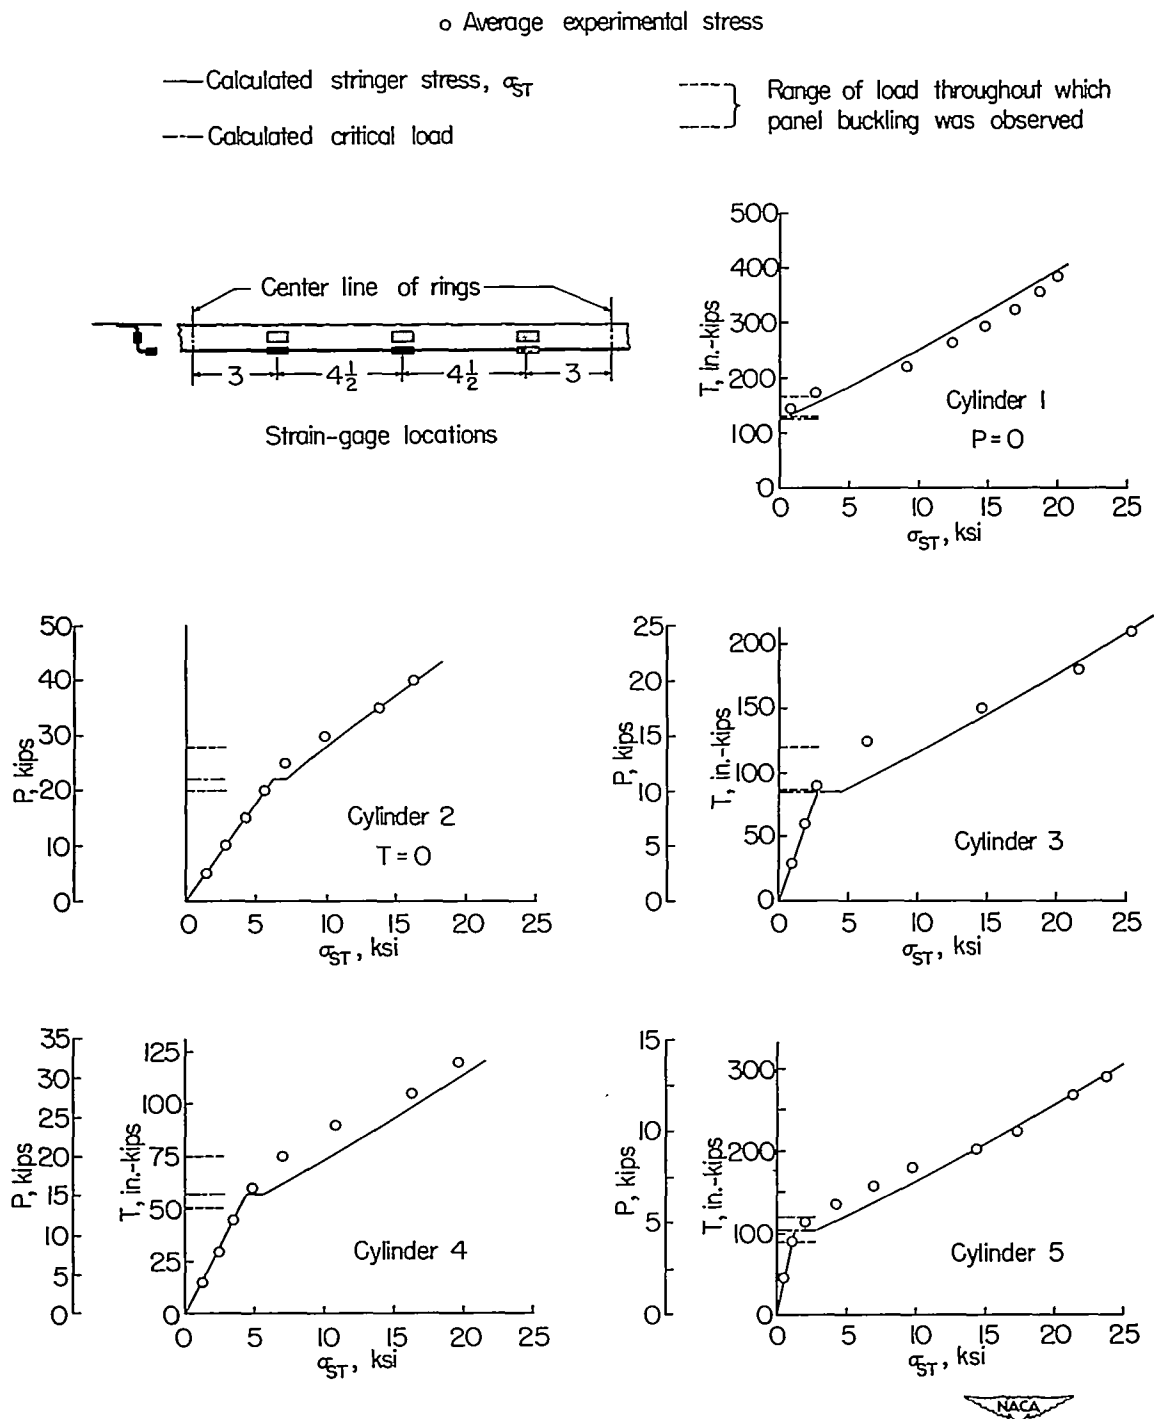 o Average experimental stress
Calculated stringer stress, σST
Calculated critical load
Range of load throughout which
panel buckling was observed
Center line of rings
3 4 1/2 4 1/2 3
Strain-gage locations
500
400
300
200
100
0
T, in.-kips
0 5 10 15 20 25
σST, ksi
Cylinder 1
P = 0
50
40
30
20
10
0
P, kips
0 5 10 15 20 25
σST, ksi
Cylinder 2
T = 0
25
20
15
10
5
0
P, kips
200
150
100
50
0
T, in.-kips
0 5 10 15 20 25
σST, ksi
Cylinder 3
35
30
25
20
15
10
5
0
P, kips
125
100
75
50
25
0
T, in.-kips
0 5 10 15 20 25
σST, ksi
Cylinder 4
15
10
5
0
P, kips
300
200
100
0
T, in.-kips
0 5 10 15 20 25
σST, ksi
Cylinder 5
NACA